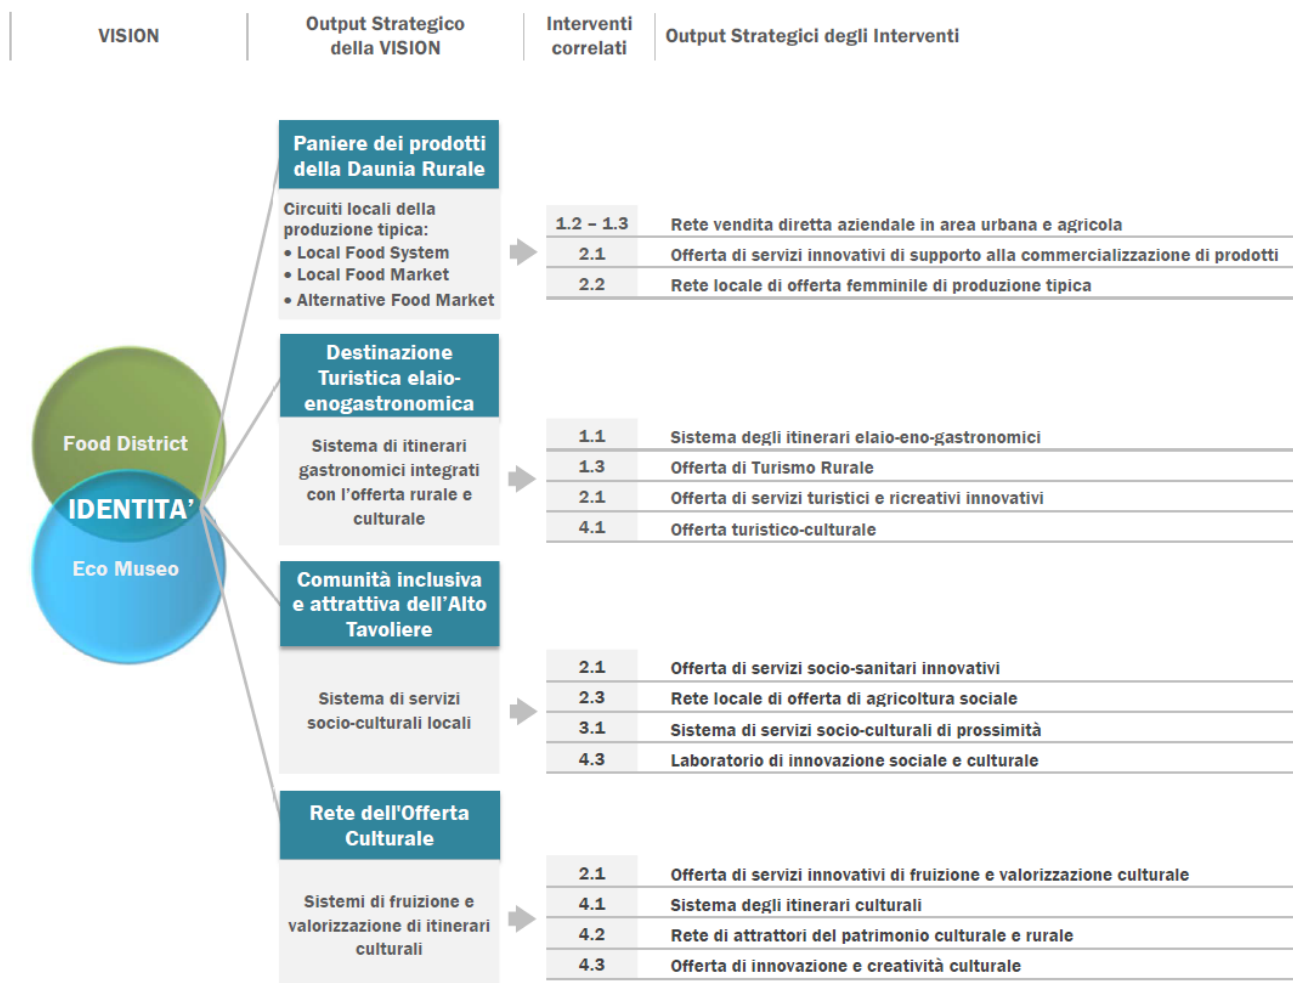 VISION
Output Strategico
della VISION
Interventi
correlati
Output Strategici degli Interventi
Food District
IDENTITA’
Eco Museo
Paniere dei prodotti
della Daunia Rurale
Circuiti locali della
produzione tipica:
• Local Food System
• Local Food Market
• Alternative Food Market
1.2 – 1.3 Rete vendita diretta aziendale in area urbana e agricola
2.1 Offerta di servizi innovativi di supporto alla commercializzazione di prodotti
2.2 Rete locale di offerta femminile di produzione tipica
Destinazione
Turistica elaio-
enogastronomica
Sistema di itinerari
gastronomici integrati
con l’offerta rurale e
culturale
1.1 Sistema degli itinerari elaio-eno-gastronomici
1.3 Offerta di Turismo Rurale
2.1 Offerta di servizi turistici e ricreativi innovativi
4.1 Offerta turistico-culturale
Comunità inclusiva
e attrattiva dell’Alto
Tavoliere
Sistema di servizi
socio-culturali locali
2.1 Offerta di servizi socio-sanitari innovativi
2.3 Rete locale di offerta di agricoltura sociale
3.1 Sistema di servizi socio-culturali di prossimità
4.3 Laboratorio di innovazione sociale e culturale
Rete dell'Offerta
Culturale
Sistemi di fruizione e
valorizzazione di itinerari
culturali
2.1 Offerta di servizi innovativi di fruizione e valorizzazione culturale
4.1 Sistema degli itinerari culturali
4.2 Rete di attrattori del patrimonio culturale e rurale
4.3 Offerta di innovazione e creatività culturale